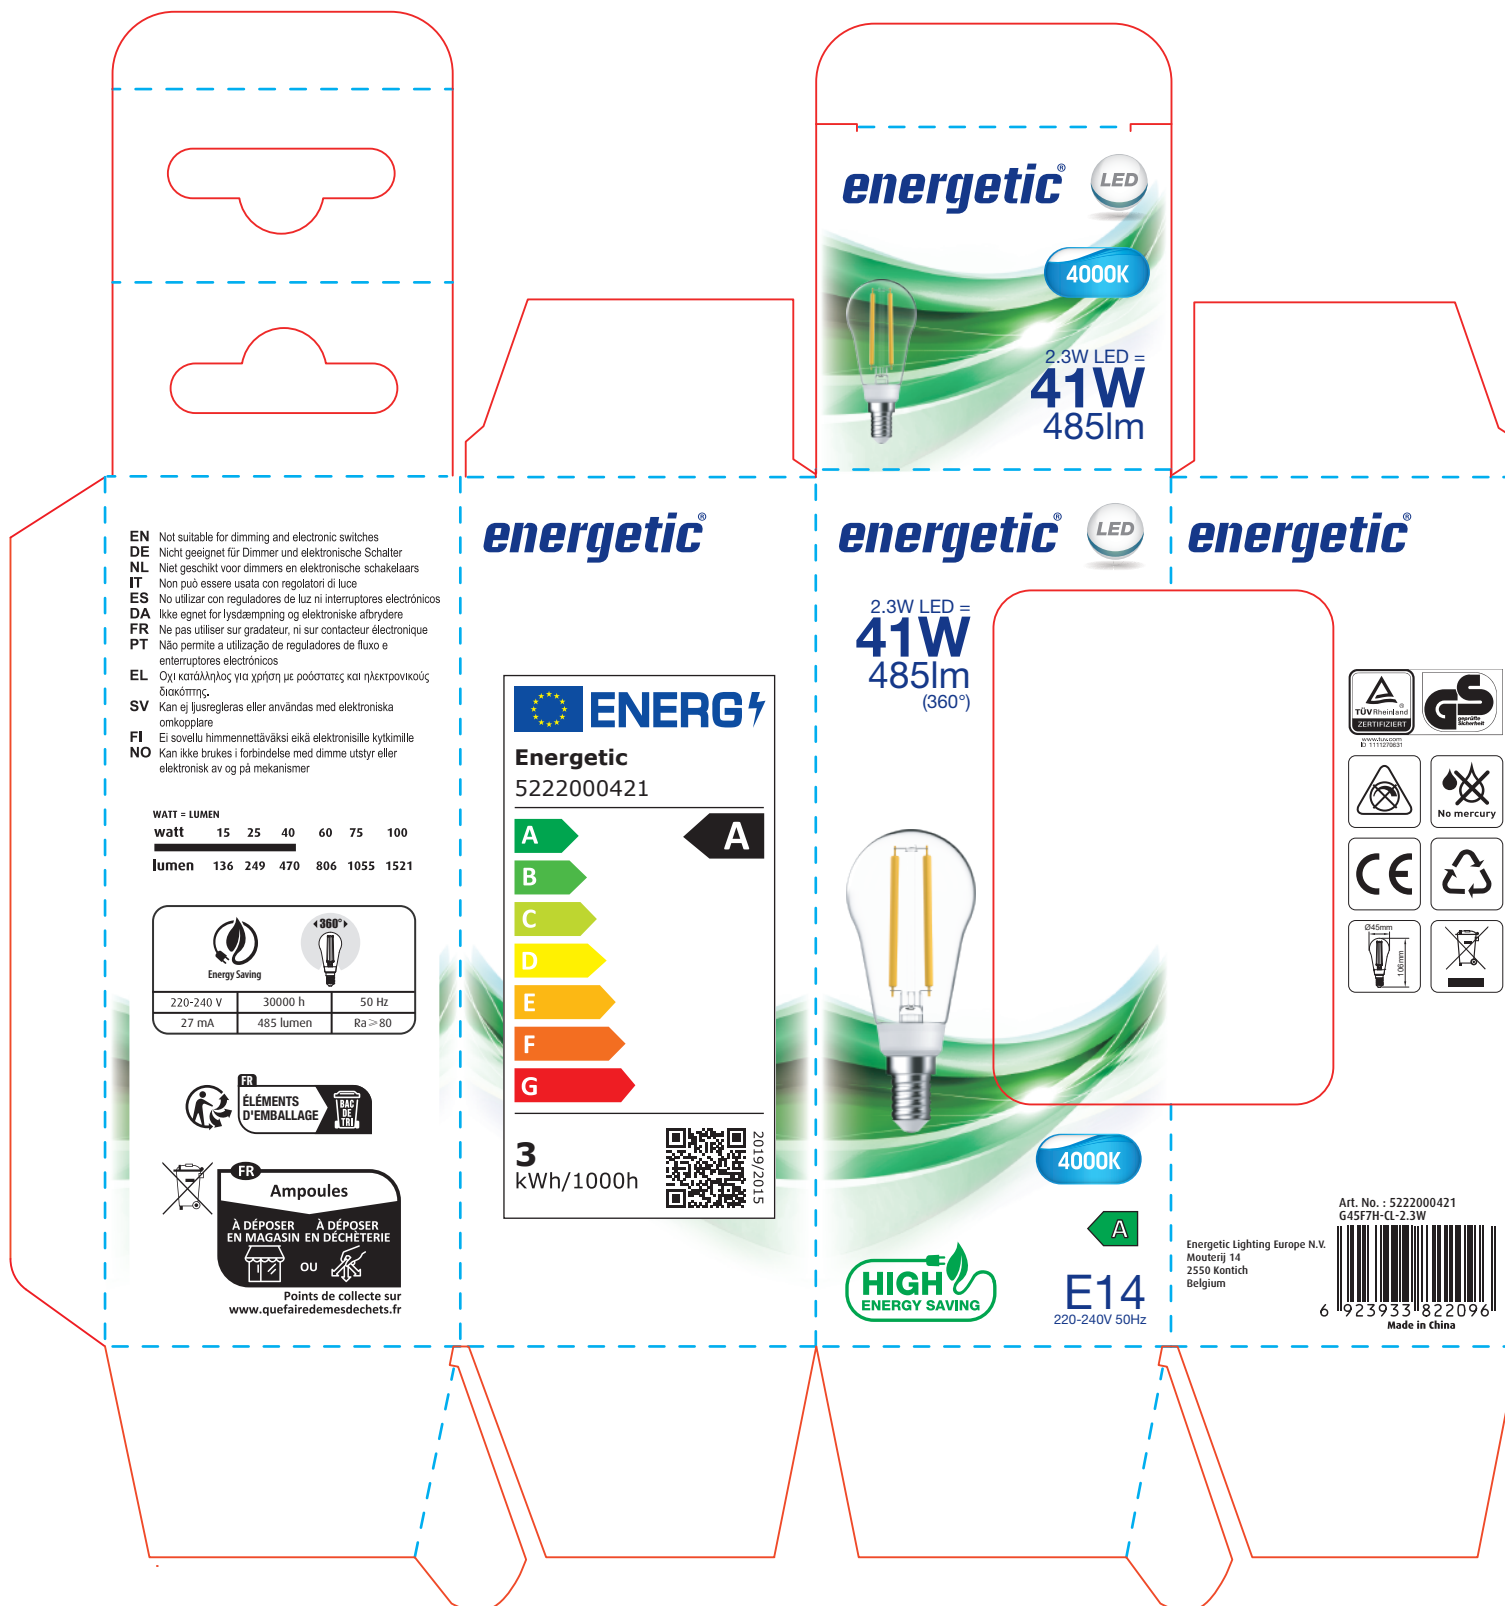 energetic®
LED
4000K
2.3W LED =
41W
485lm
EN Not suitable for dimming and electronic switches
DE Nicht geeignet für Dimmer und elektronische Schalter
NL Niet geschikt voor dimmers en elektronische schakelaars
IT Non può essere usata con regolatori di luce
ES No utilizar con reguladores de luz ni interruptores electrónicos
DA Ikke egnet for lysdæmpning og elektroniske afbrydere
FR Ne pas utiliser sur gradateur, ni sur contacteur électronique
PT Não permite a utilização de reguladores de fluxo e
enterruptores electrónicos
EL Οχι κατάλληλος για χρήση με ροόστατες και ηλεκτρονικούς
διακόπτης.
SV Kan ej ljusregleras eller användas med elektroniska
omkopplare
FI Ei sovellu himmennettäväksi eikä elektronisille kytkimille
NO Kan ikke brukes i forbindelse med dimme utstyr eller
elektronisk av og på mekanismer
WATT = LUMEN
watt 15 25 40 60 75 100
lumen 136 249 470 806 1055 1521
Energy Saving
360°
220-240 V 30000 h 50 Hz
27 mA 485 lumen Ra≥80
FR
ÉLÉMENTS
D'EMBALLAGE
BAC
DE
TRI
FR
Ampoules
À DÉPOSER À DÉPOSER
EN MAGASIN EN DÉCHÈTERIE
OU
Points de collecte sur
www.quefairedemesdechets.fr
energetic®
ENERG
Energetic
5222000421
A
A
B
C
D
E
F
G
3
kWh/1000h
2019/2015
energetic®
LED
2.3W LED =
41W
485lm
(360°)
4000K
A
HIGH
ENERGY SAVING
E14
220-240V 50Hz
energetic®
TÜVRheinland
®
ZERTIFIZIERT
www.tuv.com
ID 1111270631
GS
geprüfte
Sicherheit
No mercury
CE
Ø45mm
106mm
Art. No. : 5222000421
G45F7H-CL-2.3W
Energetic Lighting Europe N.V.
Mouterij 14
2550 Kontich
Belgium
6 923933 822096
Made in China